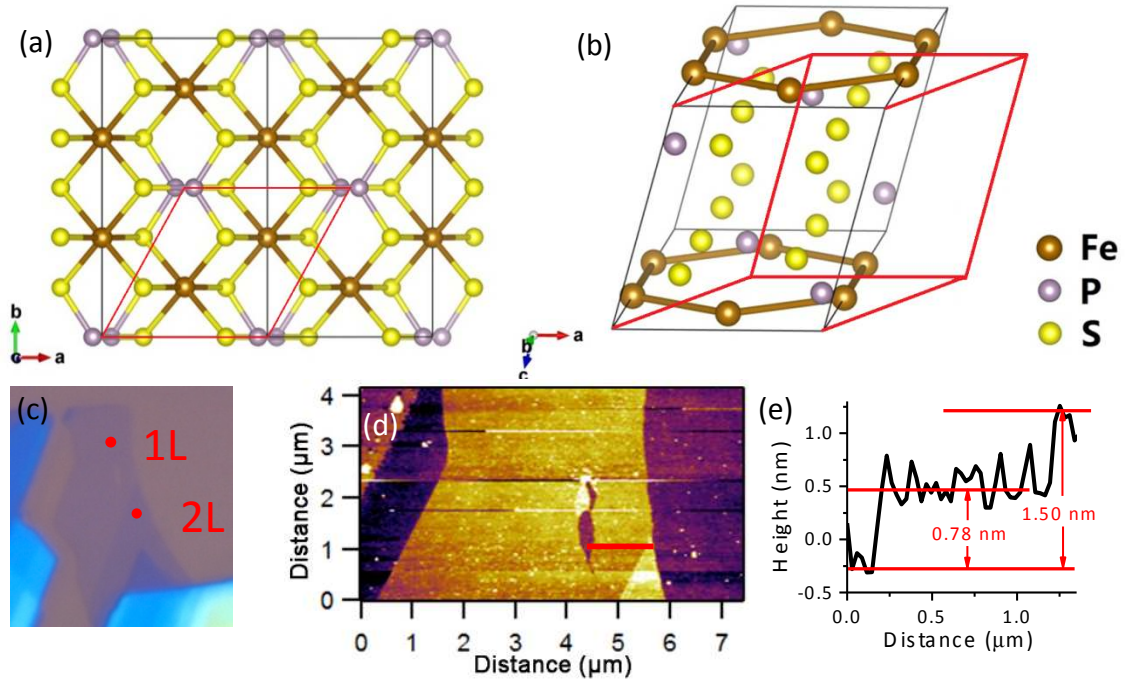 (a)
b
c
a
(b)
a
b
c
Fe
P
S
(c)
1L
2L
(d)
Distance (μm)
4
3
2
1
0
0
1
2
3
4
5
6
7
Distance (μm)
(e)
Height (nm)
1.0
0.5
0.0
-0.5
0.78 nm
1.50 nm
0.0
0.5
1.0
Distance (μm)